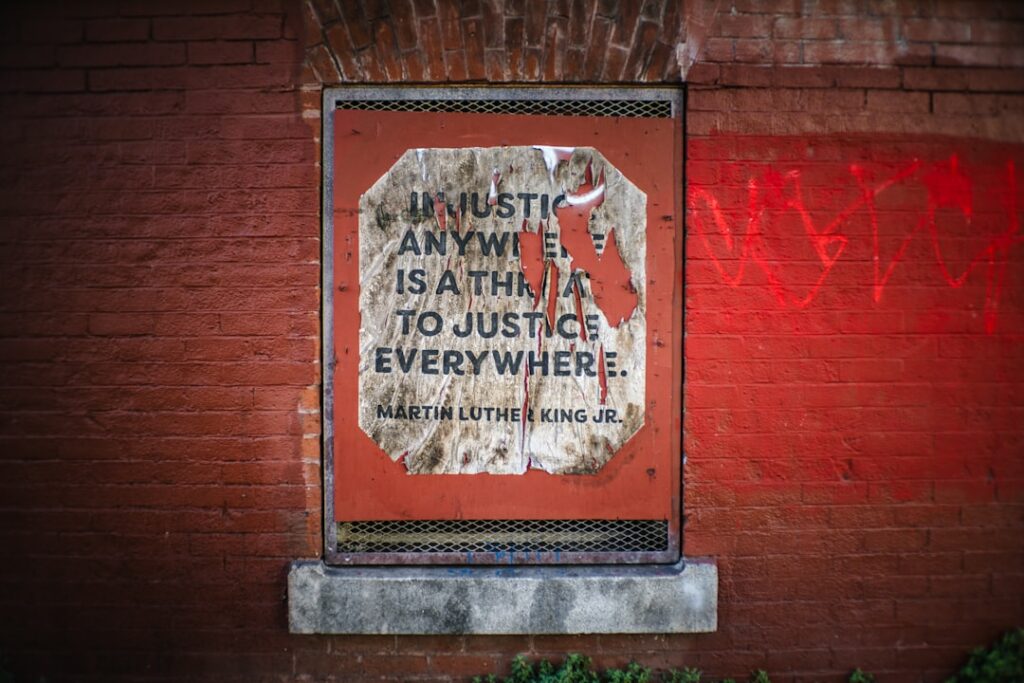 INJUSTICE
ANYWHERE
IS A THREAT
TO JUSTICE
EVERYWHERE.
MARTIN LUTHER KING JR.